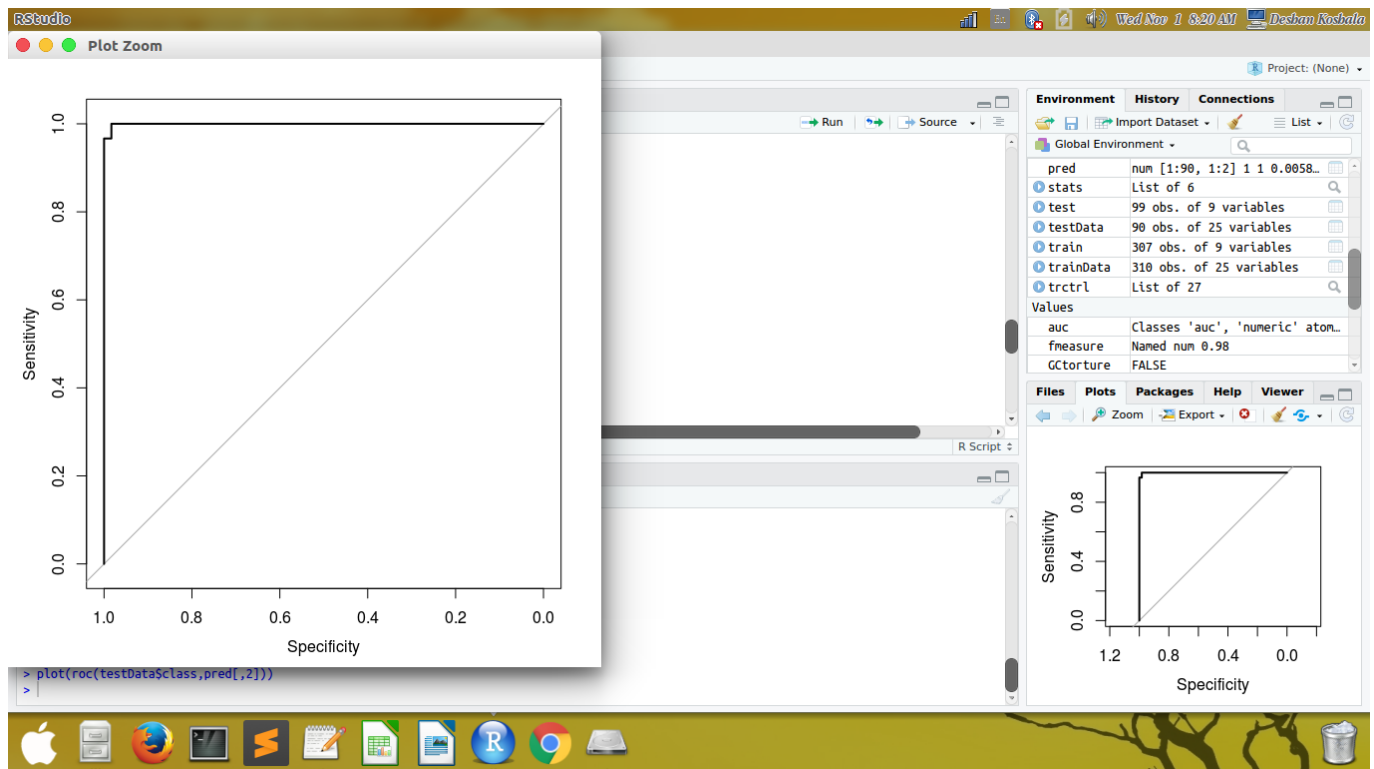 RStudio
En
Wed Nov 1 8:20 AM
Desban Kosbala
Plot Zoom
1.0
0.8
0.6
0.4
0.2
0.0
Sensitivity
1.0 0.8 0.6 0.4 0.2 0.0
Specificity
> plot(roc(testData$class,pred[,2]))
>
Run
Source
R Script
Project: (None)
Environment History Connections
Import Dataset
List
Global Environment
pred num [1:90, 1:2] 1 1 0.0058…
stats List of 6
test 99 obs. of 9 variables
testData 90 obs. of 25 variables
train 307 obs. of 9 variables
trainData 310 obs. of 25 variables
trctrl List of 27
Values
auc Classes 'auc', 'numeric' atom…
fmeasure Named num 0.98
GCtorture FALSE
Files Plots Packages Help Viewer
Zoom Export
0.8
0.4
0.0
Sensitivity
1.2 0.8 0.4 0.0
Specificity
R